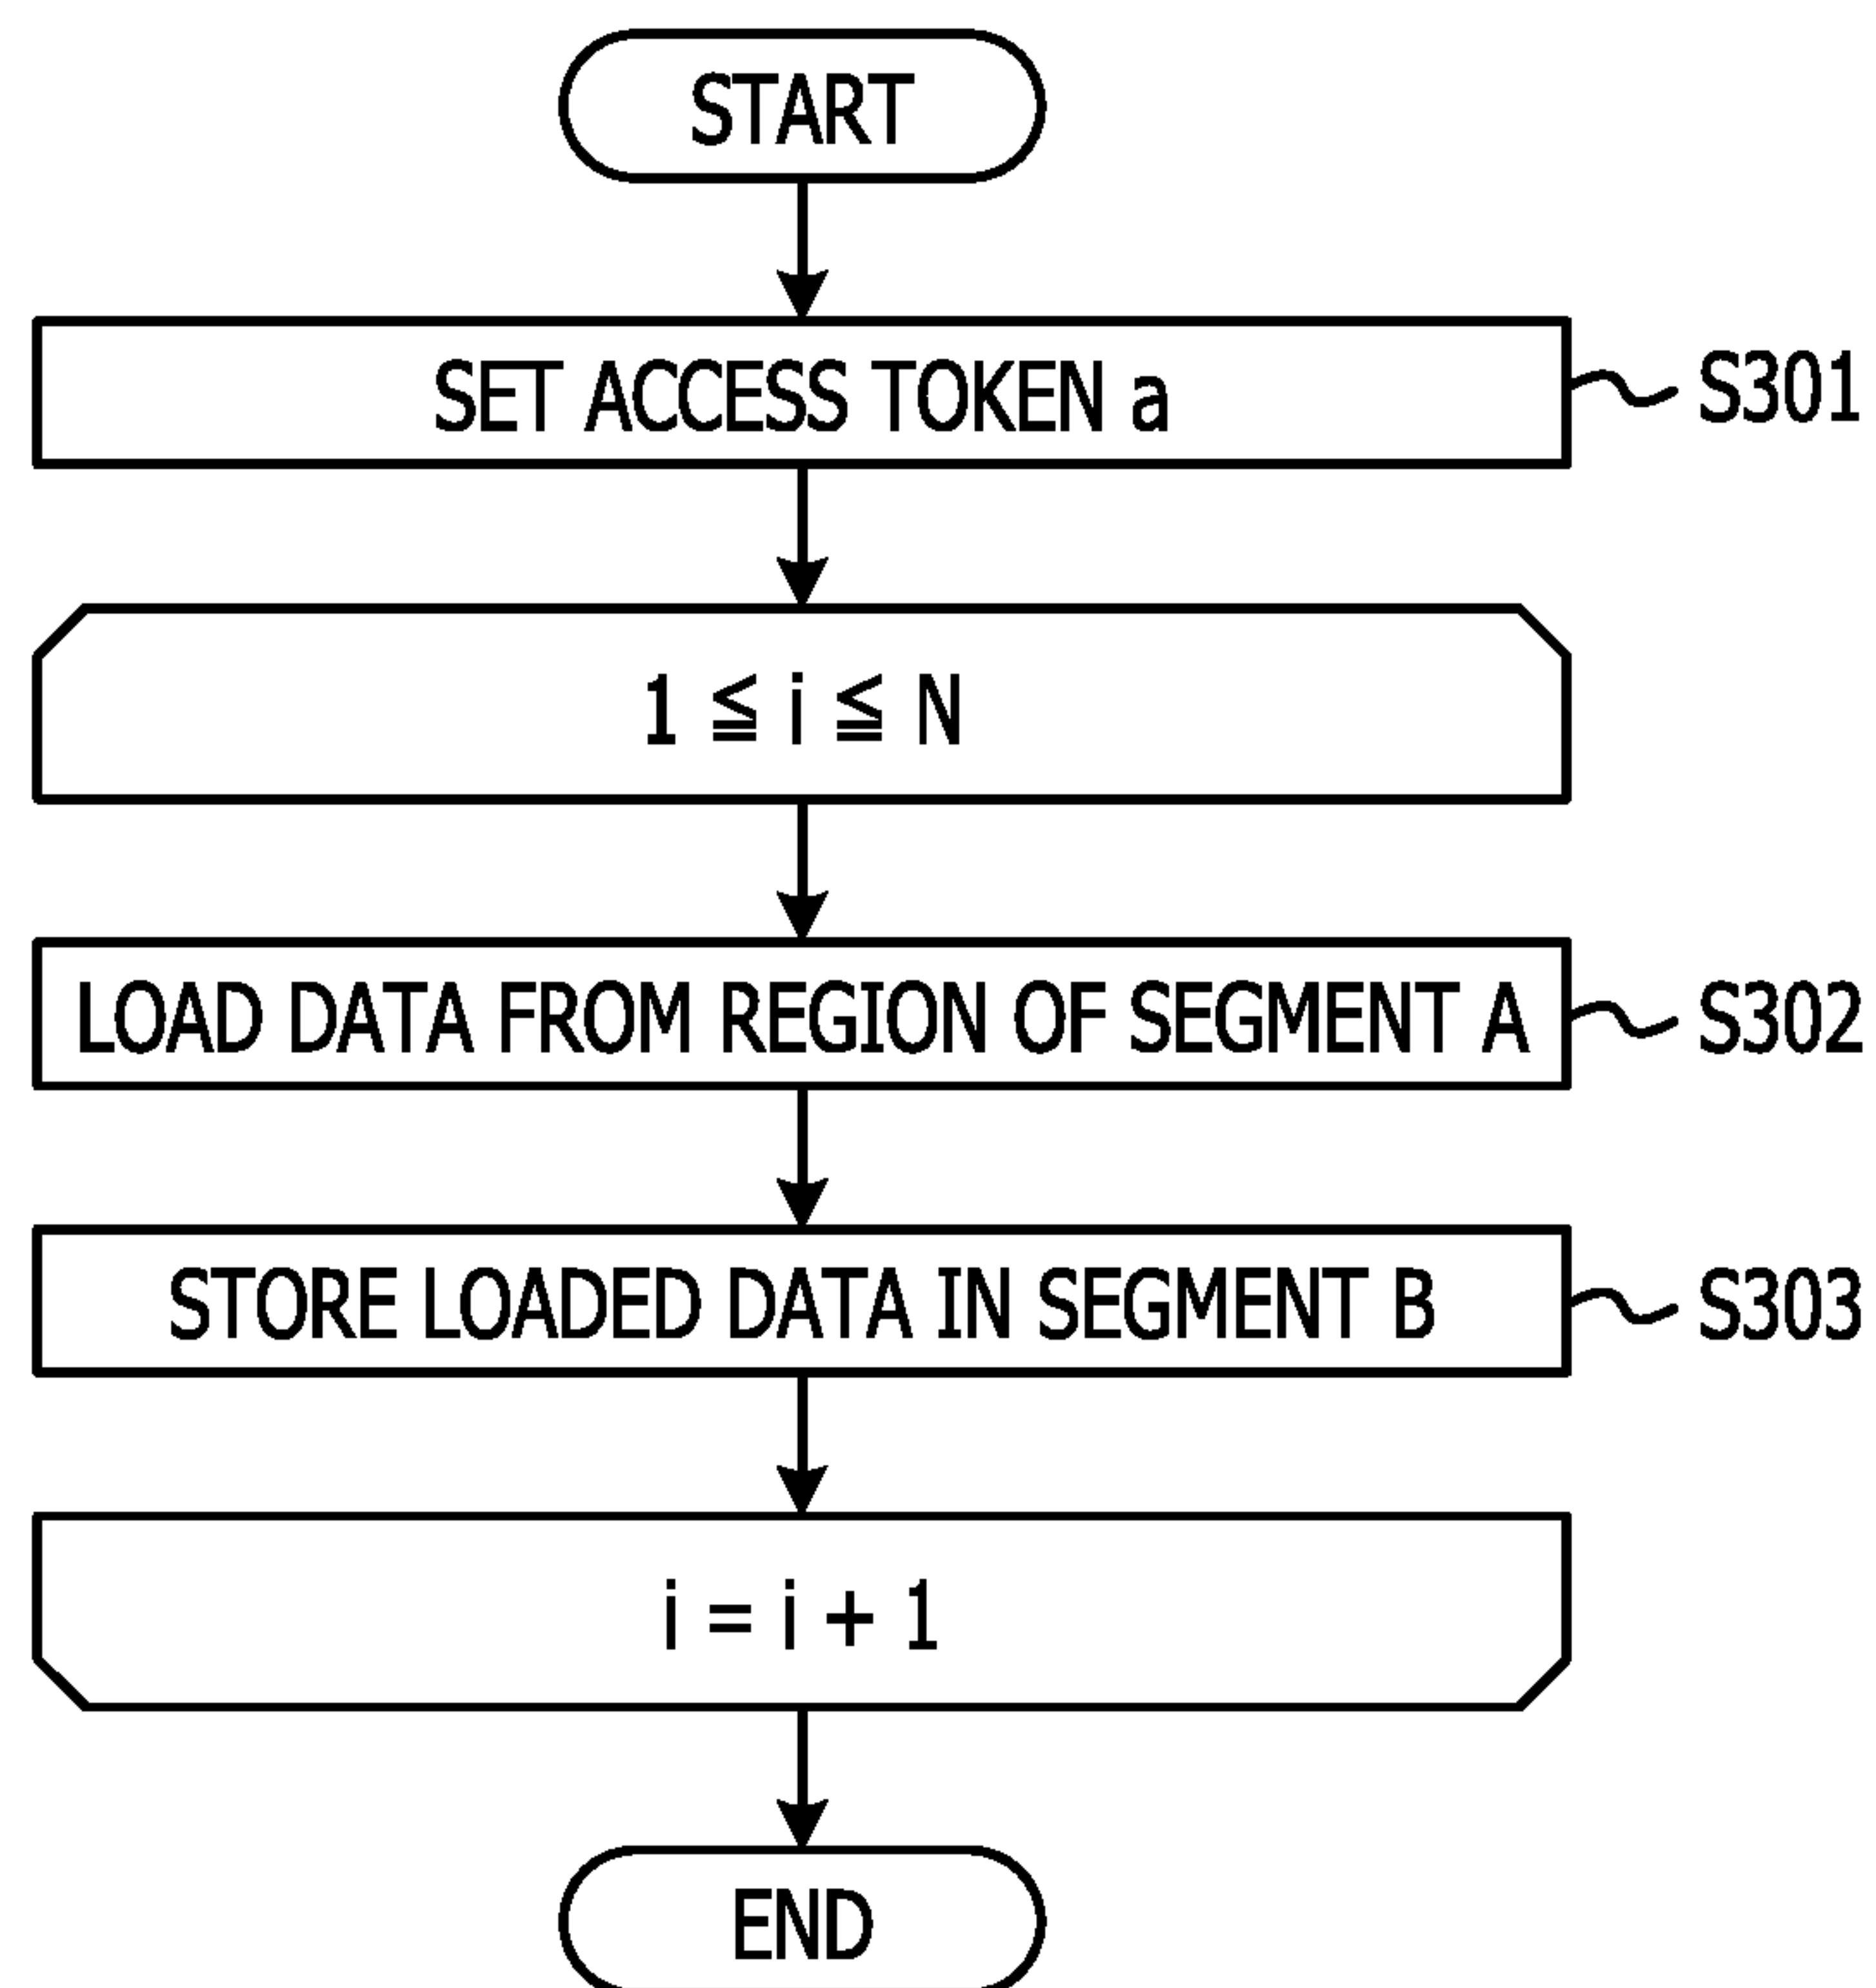 START
SET ACCESS TOKEN a
S301
1 ≦ i ≦ N
LOAD DATA FROM REGION OF SEGMENT A
S302
STORE LOADED DATA IN SEGMENT B
S303
i = i + 1
END